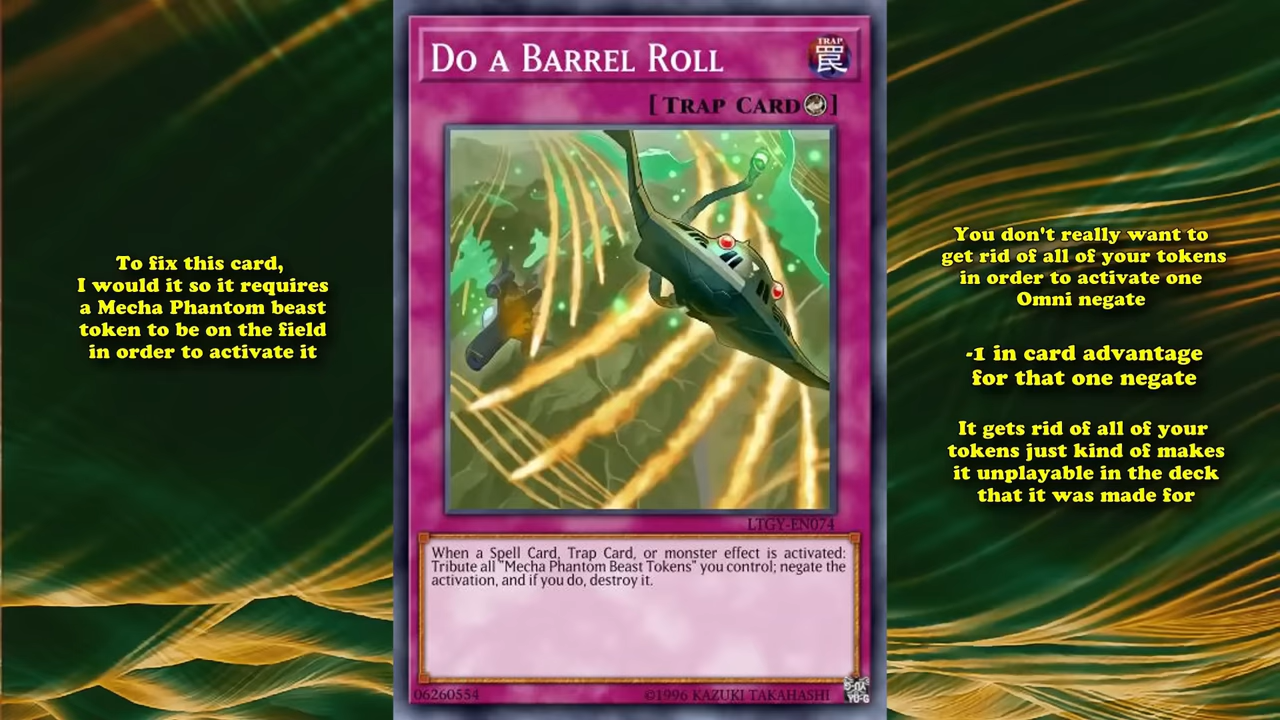 To fix this card,
I would it so it requires
a Mecha Phantom beast
token to be on the field
in order to activate it
DO A BARREL ROLL
TRAP
罠
[TRAP CARD]
LTGY-EN074
When a Spell Card, Trap Card, or monster effect is activated:
Tribute all "Mecha Phantom Beast Tokens" you control; negate the
activation, and if you do, destroy it.
06260554
©1996 KAZUKI TAKAHASHI
You don't really want to
get rid of all of your tokens
in order to activate one
Omni negate
-1 in card advantage
for that one negate
It gets rid of all of your
tokens just kind of makes
it unplayable in the deck
that it was made for